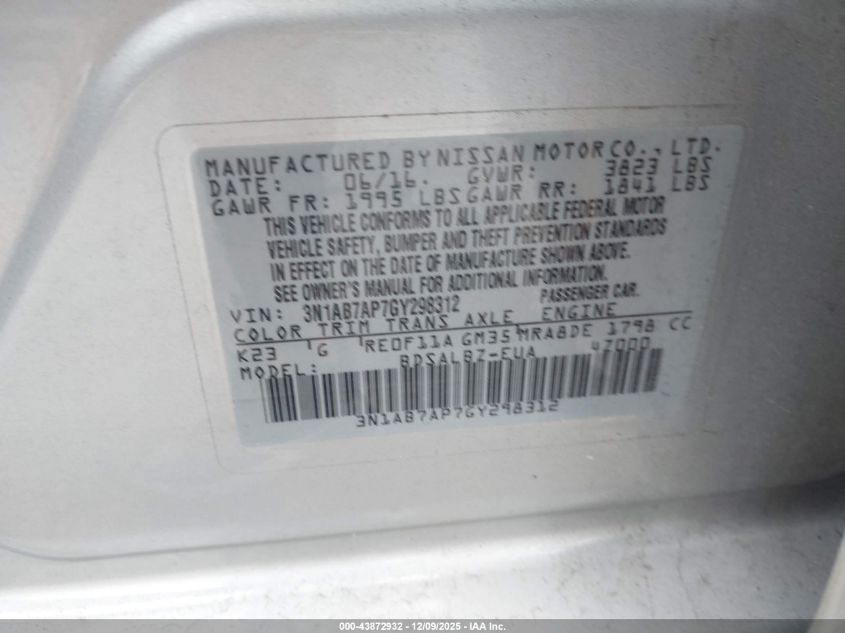 MANUFACTURED BY NISSAN MOTOR CO., LTD.
DATE: 06/16. GVWR: 3823 LBS
GAWR FR: 1995 LBS GAWR RR: 1841 LBS
THIS VEHICLE CONFORMS TO ALL APPLICABLE FEDERAL MOTOR
VEHICLE SAFETY, BUMPER AND THEFT PREVENTION STANDARDS
IN EFFECT ON THE DATE OF MANUFACTURE SHOWN ABOVE.
SEE OWNER'S MANUAL FOR ADDITIONAL INFORMATION.
VIN: 3N1AB7AP7GY298312 PASSENGER CAR.
COLOR TRIM TRANS AXLE ENGINE
K23 G RE0F11A GM35 MRA8DE 1798 CC
MODEL: BDSALBZ-EUA 47000
3N1AB7AP7GY298312
000-43872932 - 12/09/2025 - IAA Inc.